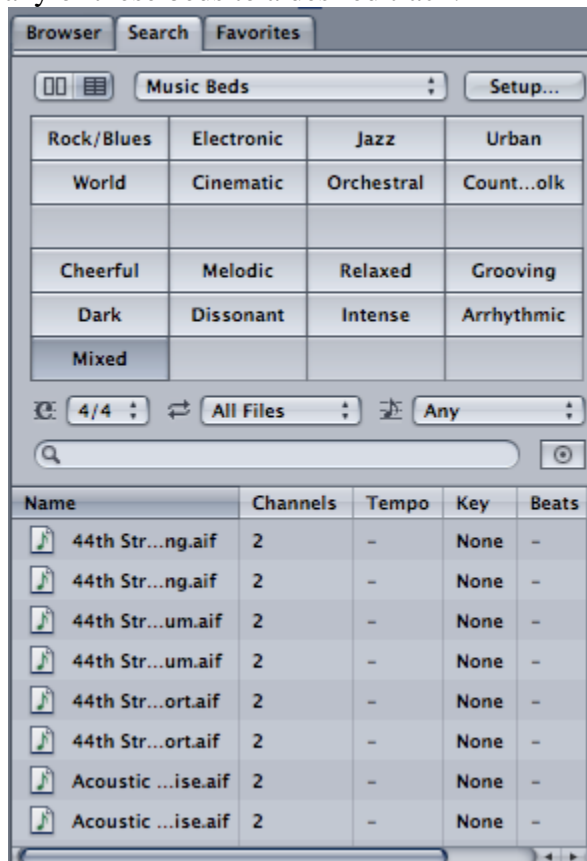 Browser Search Favorites
Music Beds Setup...
Rock/Blues Electronic Jazz Urban
World Cinematic Orchestral Count...olk
Cheerful Melodic Relaxed Grooving
Dark Dissonant Intense Arrhythmic
Mixed
4/4 All Files Any
Name Channels Tempo Key Beats
44th Str...ng.aif 2 – None –
44th Str...ng.aif 2 – None –
44th Str...um.aif 2 – None –
44th Str...um.aif 2 – None –
44th Str...ort.aif 2 – None –
44th Str...ort.aif 2 – None –
Acoustic ...ise.aif 2 – None –
Acoustic ...ise.aif 2 – None –